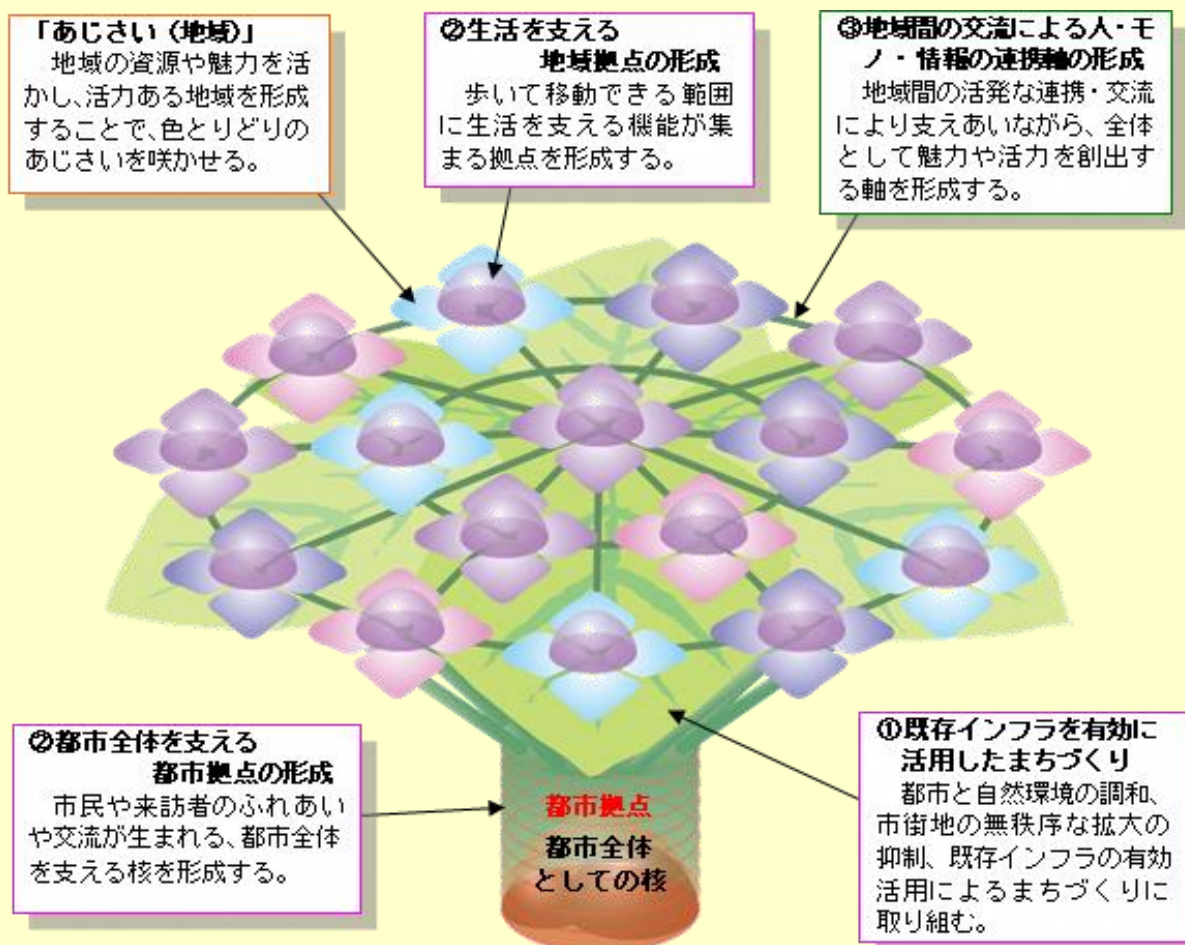 「あじさい（地域）」
地域の資源や魅力を活
かし、活力ある地域を形成
することで、色とりどりの
あじさいを咲かせる。
②生活を支える
地域拠点の形成
歩いて移動できる範囲
に生活を支える機能が集
まる拠点を形成する。
③地域間の交流による人・モ
ノ・情報の連携軸の形成
地域間の活発な連携・交流
により支えあいながら、全体
として魅力や活力を創出す
る軸を形成する。
②都市全体を支える
都市拠点の形成
市民や来訪者のふれあい
や交流が生まれる、都市全体
を支える核を形成する。
都市拠点
都市全体
としての核
①既存インフラを有効に
活用したまちづくり
都市と自然環境の調和、
市街地の無秩序な拡大の
抑制、既存インフラの有効
活用によるまちづくりに
取り組む。